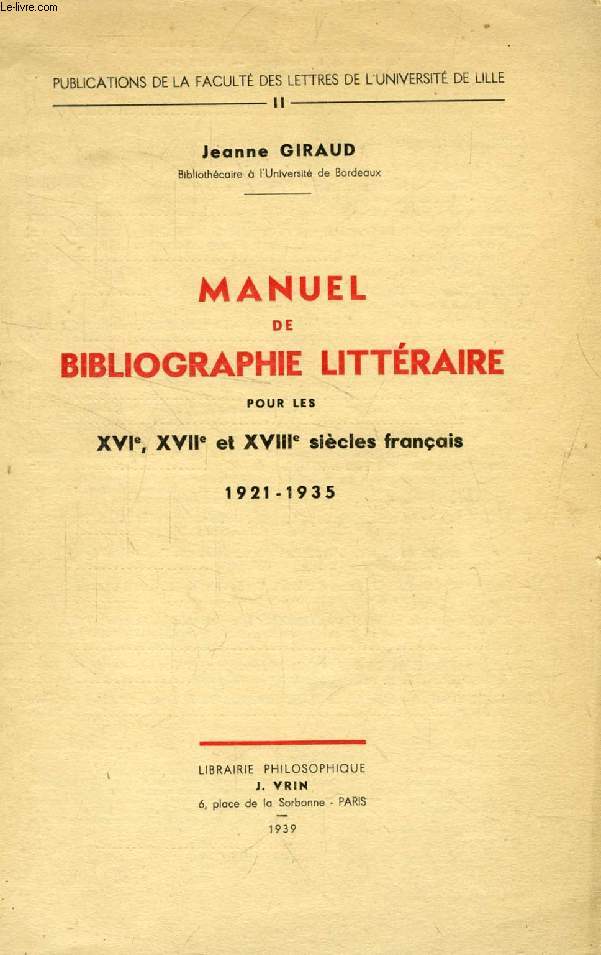 Le-livre.com
PUBLICATIONS DE LA FACULTÉ DES LETTRES DE L'UNIVERSITÉ DE LILLE
II
Jeanne GIRAUD
Bibliothécaire à l'Université de Bordeaux
MANUEL
DE
BIBLIOGRAPHIE LITTÉRAIRE
POUR LES
XVIe, XVIIe et XVIIIe siècles français
1921-1935
LIBRAIRIE PHILOSOPHIQUE
J. VRIN
6, place de la Sorbonne - PARIS
1939